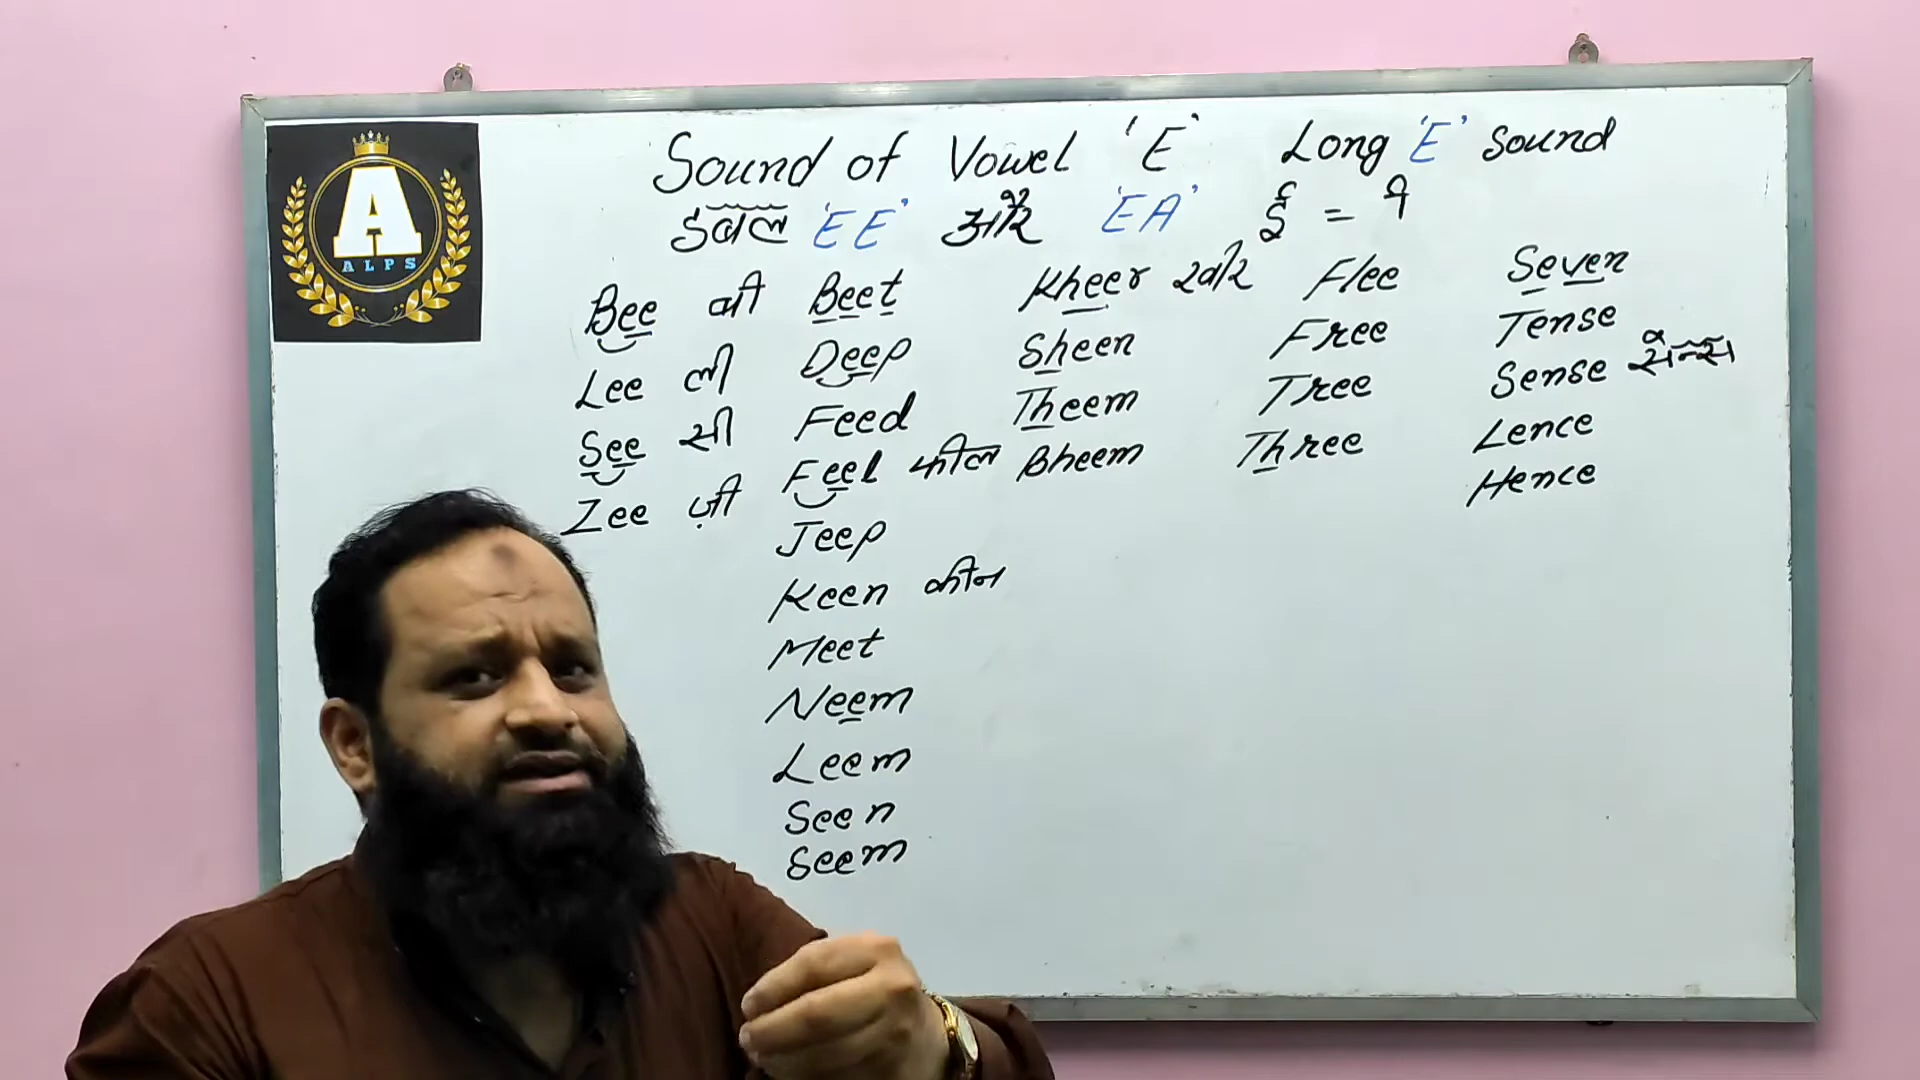 A
ALPS
Sound of Vowel 'E' Long 'E' Sound
डबल 'EE' और 'EA' ई = ी
Bee बी Beet Kheer खीर Flee Seven
Lee ली Deep Sheen Free Tense
See सी Feed Theem Tree Sense सेन्स
Zee ज़ी Feel फील Bheem Three Lence
Jeep Hence
Keen कीन
Meet
Neem
Leem
Seen
Seem